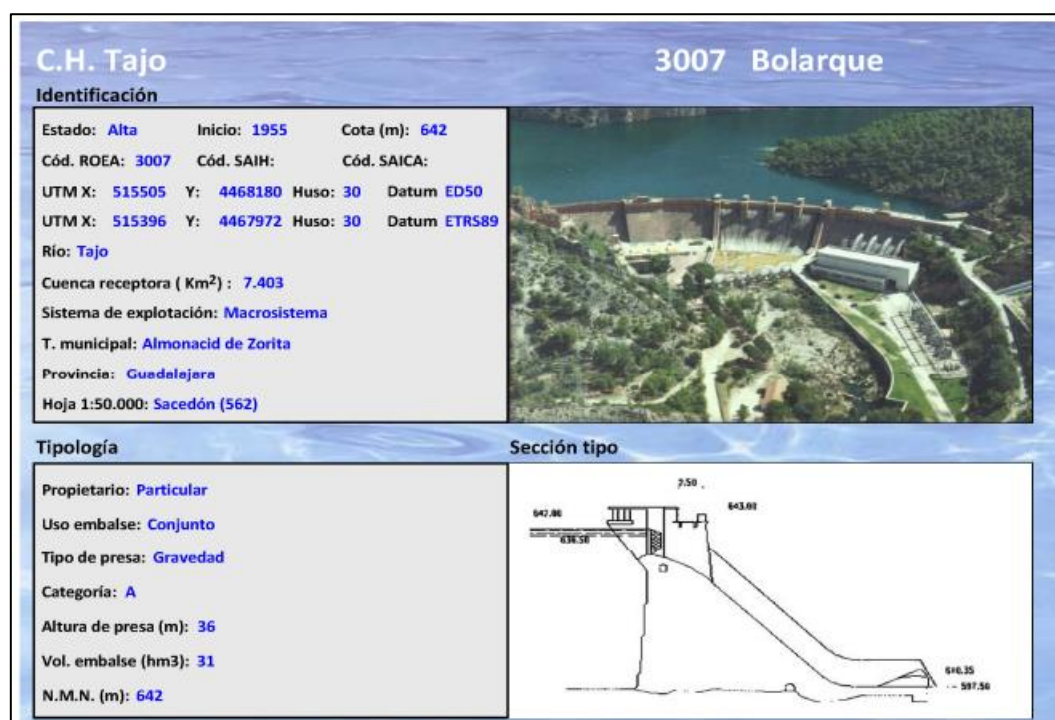 C.H. Tajo 3007 Bolarque
Identificación
Estado: Alta Inicio: 1955 Cota (m): 642
Cód. ROEA: 3007 Cód. SAIH: Cód. SAICA:
UTM X: 515505 Y: 4468180 Huso: 30 Datum ED50
UTM X: 515396 Y: 4467972 Huso: 30 Datum ETRS89
Río: Tajo
Cuenca receptora ( Km²) : 7.403
Sistema de explotación: Macrosistema
T. municipal: Almonacid de Zorita
Provincia: Guadalajara
Hoja 1:50.000: Sacedón (562)
Tipología
Propietario: Particular
Uso embalse: Conjunto
Tipo de presa: Gravedad
Categoría: A
Altura de presa (m): 36
Vol. embalse (hm3): 31
N.M.N. (m): 642
Sección tipo
7.50
643.00
642.00
636.50
597.50